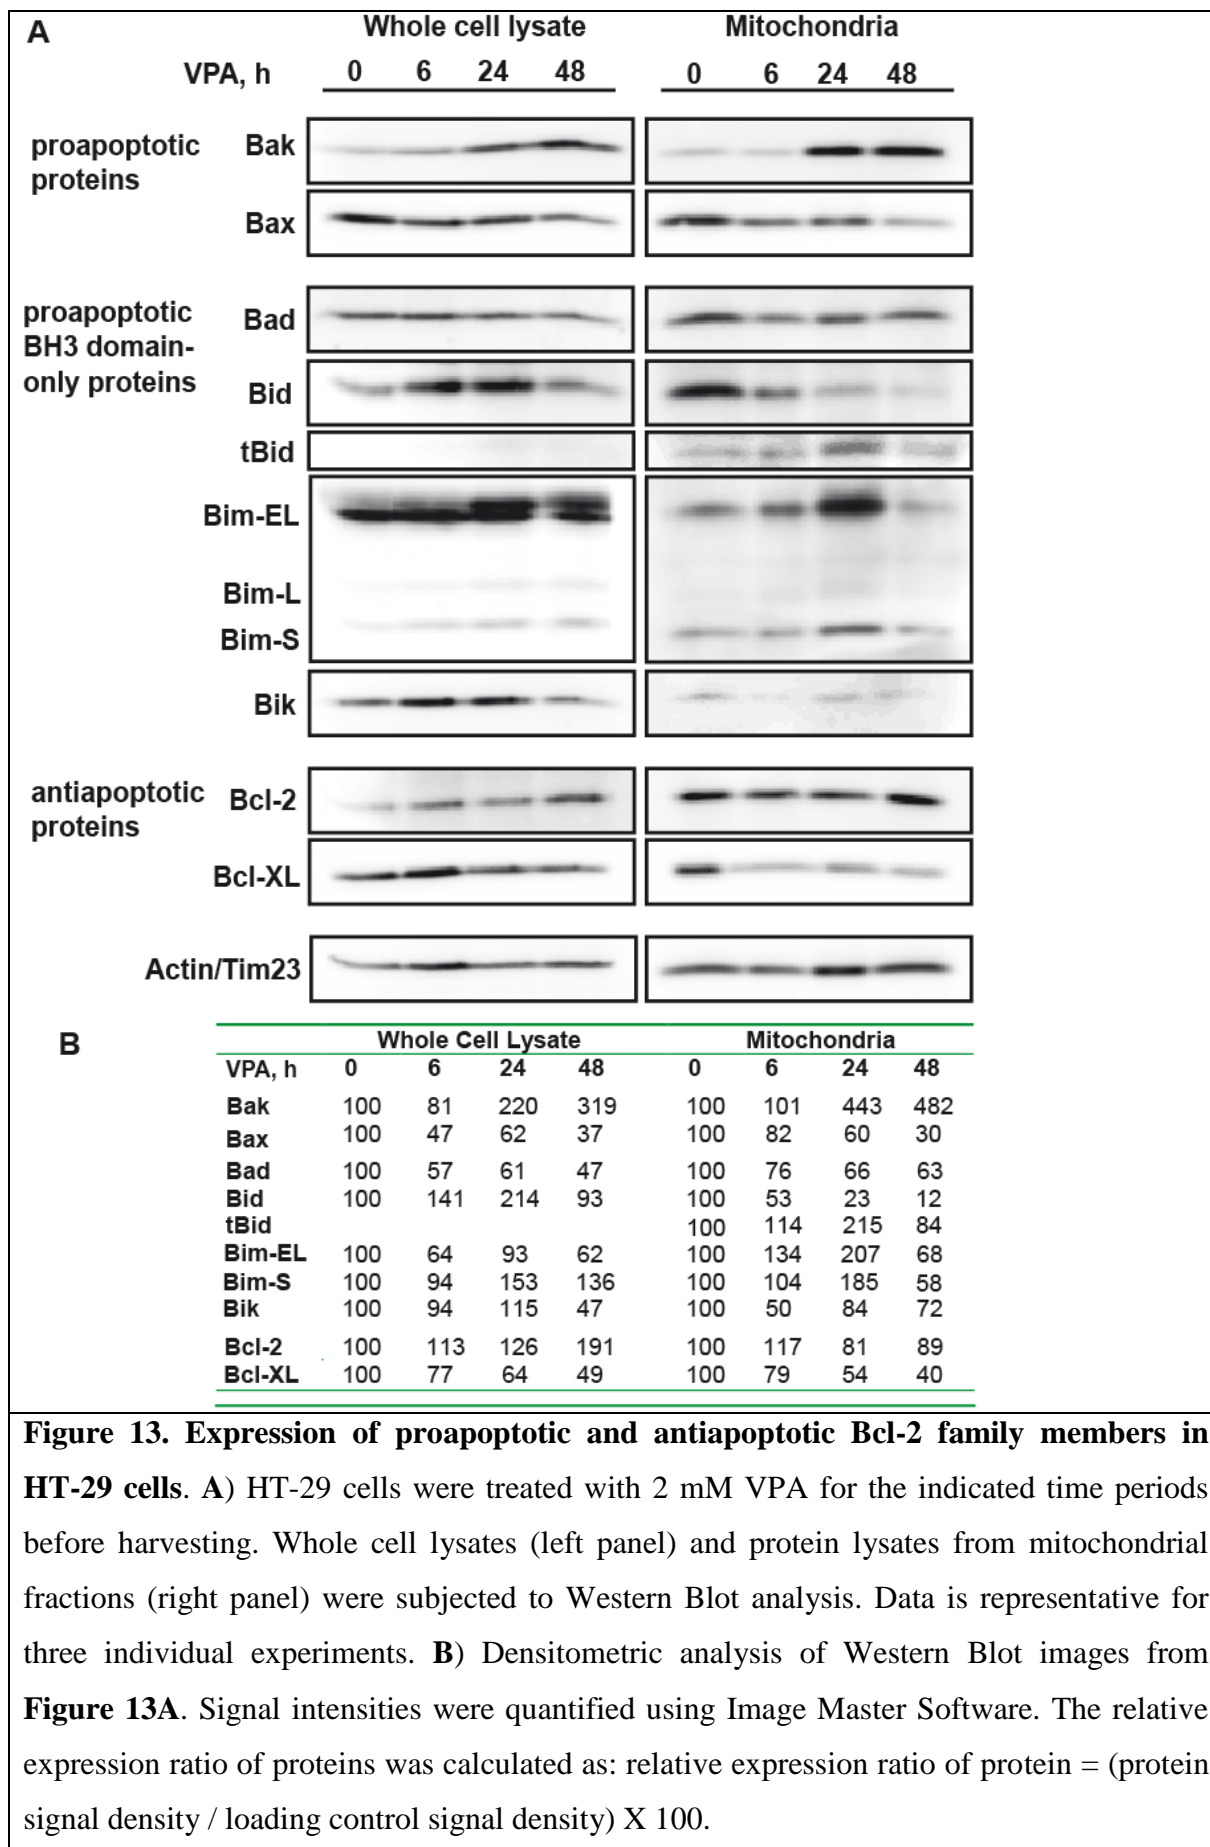 A
Whole cell lysate Mitochondria
VPA, h 0 6 24 48 0 6 24 48
proapoptotic
proteins
Bak
Bax
proapoptotic
BH3 domain-
only proteins
Bad
Bid
tBid
Bim-EL
Bim-L
Bim-S
Bik
antiapoptotic
proteins
Bcl-2
Bcl-XL
Actin/Tim23
B
Whole Cell Lysate Mitochondria
VPA, h 0 6 24 48 0 6 24 48
Bak 100 81 220 319 100 101 443 482
Bax 100 47 62 37 100 82 60 30
Bad 100 57 61 47 100 76 66 63
Bid 100 141 214 93 100 53 23 12
tBid 100 114 215 84
Bim-EL 100 64 93 62 100 134 207 68
Bim-S 100 94 153 136 100 104 185 58
Bik 100 94 115 47 100 50 84 72
Bcl-2 100 113 126 191 100 117 81 89
Bcl-XL 100 77 64 49 100 79 54 40
Figure 13. Expression of proapoptotic and antiapoptotic Bcl-2 family members in
HT-29 cells. A) HT-29 cells were treated with 2 mM VPA for the indicated time periods
before harvesting. Whole cell lysates (left panel) and protein lysates from mitochondrial
fractions (right panel) were subjected to Western Blot analysis. Data is representative for
three individual experiments. B) Densitometric analysis of Western Blot images from
Figure 13A. Signal intensities were quantified using Image Master Software. The relative
expression ratio of proteins was calculated as: relative expression ratio of protein = (protein
signal density / loading control signal density) X 100.